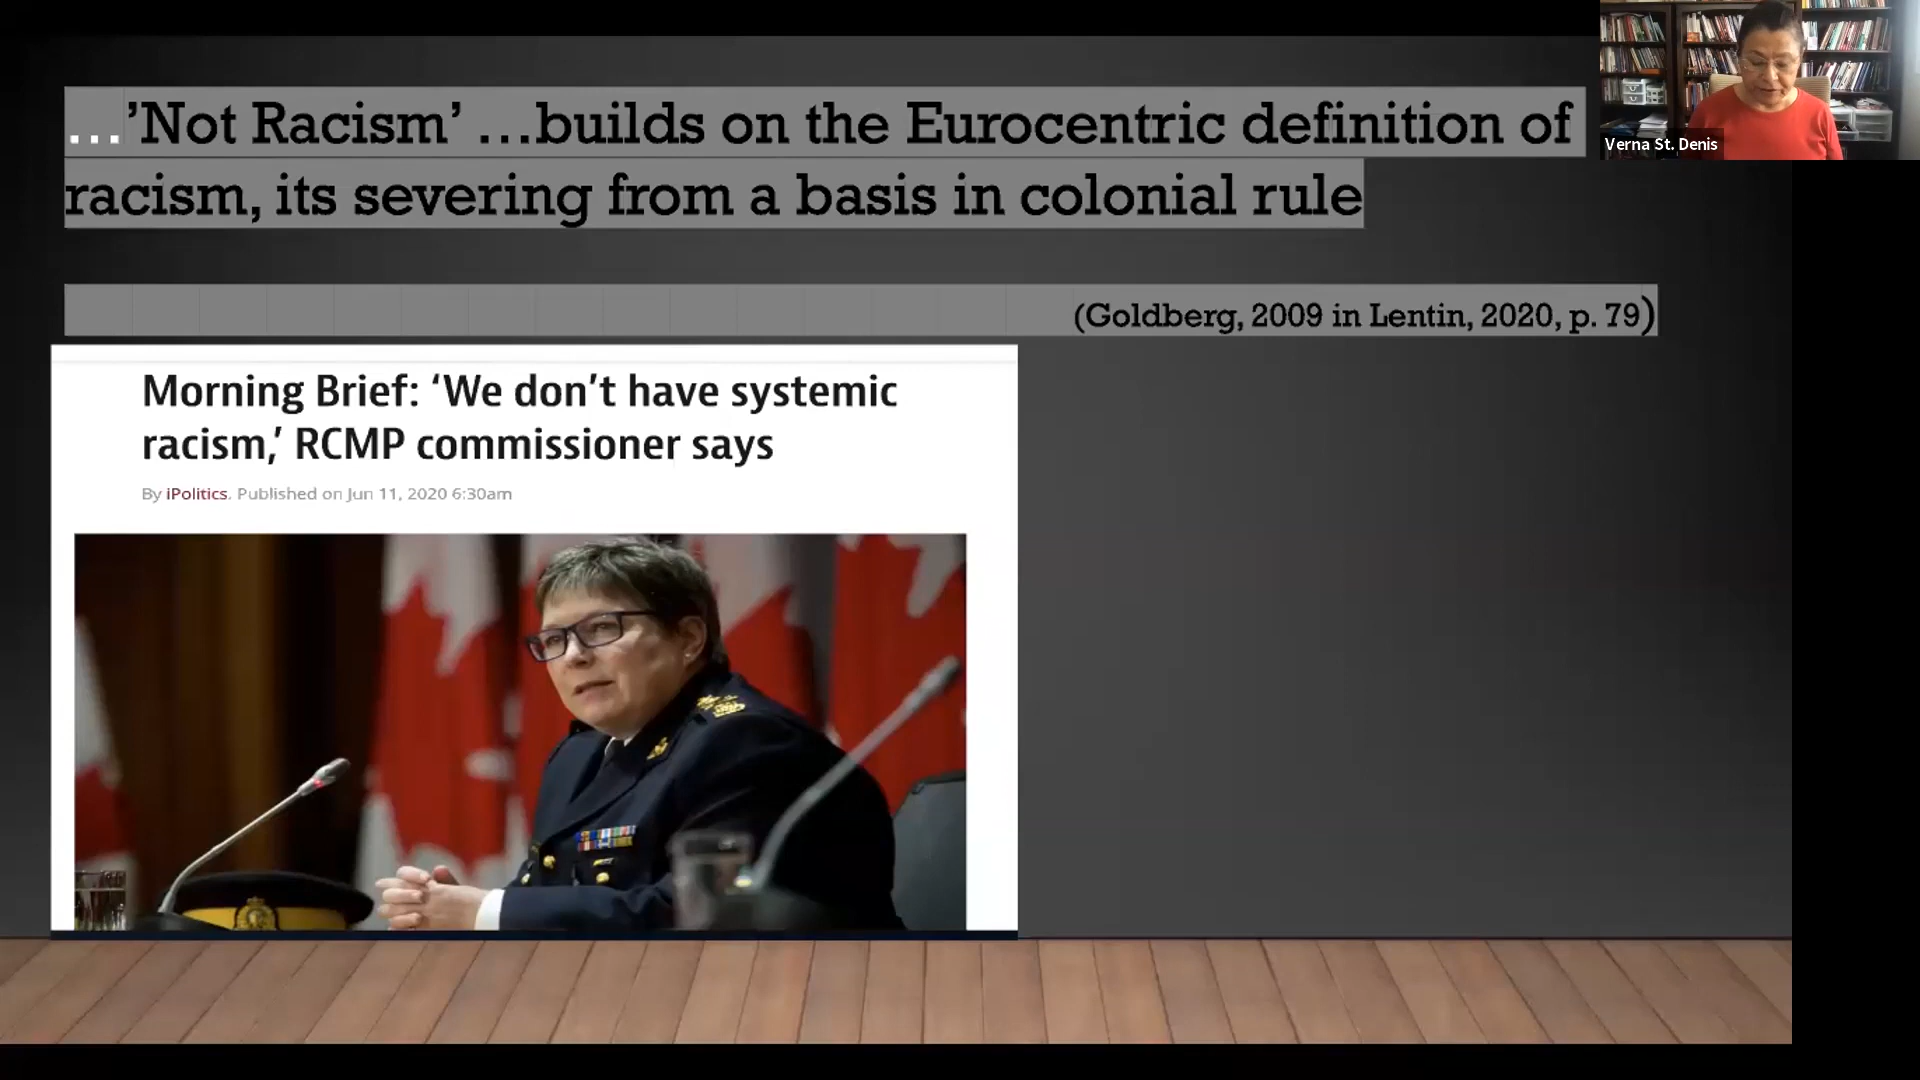 ...’Not Racism’ ...builds on the Eurocentric definition of
racism, its severing from a basis in colonial rule
(Goldberg, 2009 in Lentin, 2020, p. 79)
Morning Brief: ‘We don’t have systemic
racism,’ RCMP commissioner says
By iPolitics. Published on Jun 11, 2020 6:30am
Verna St. Denis